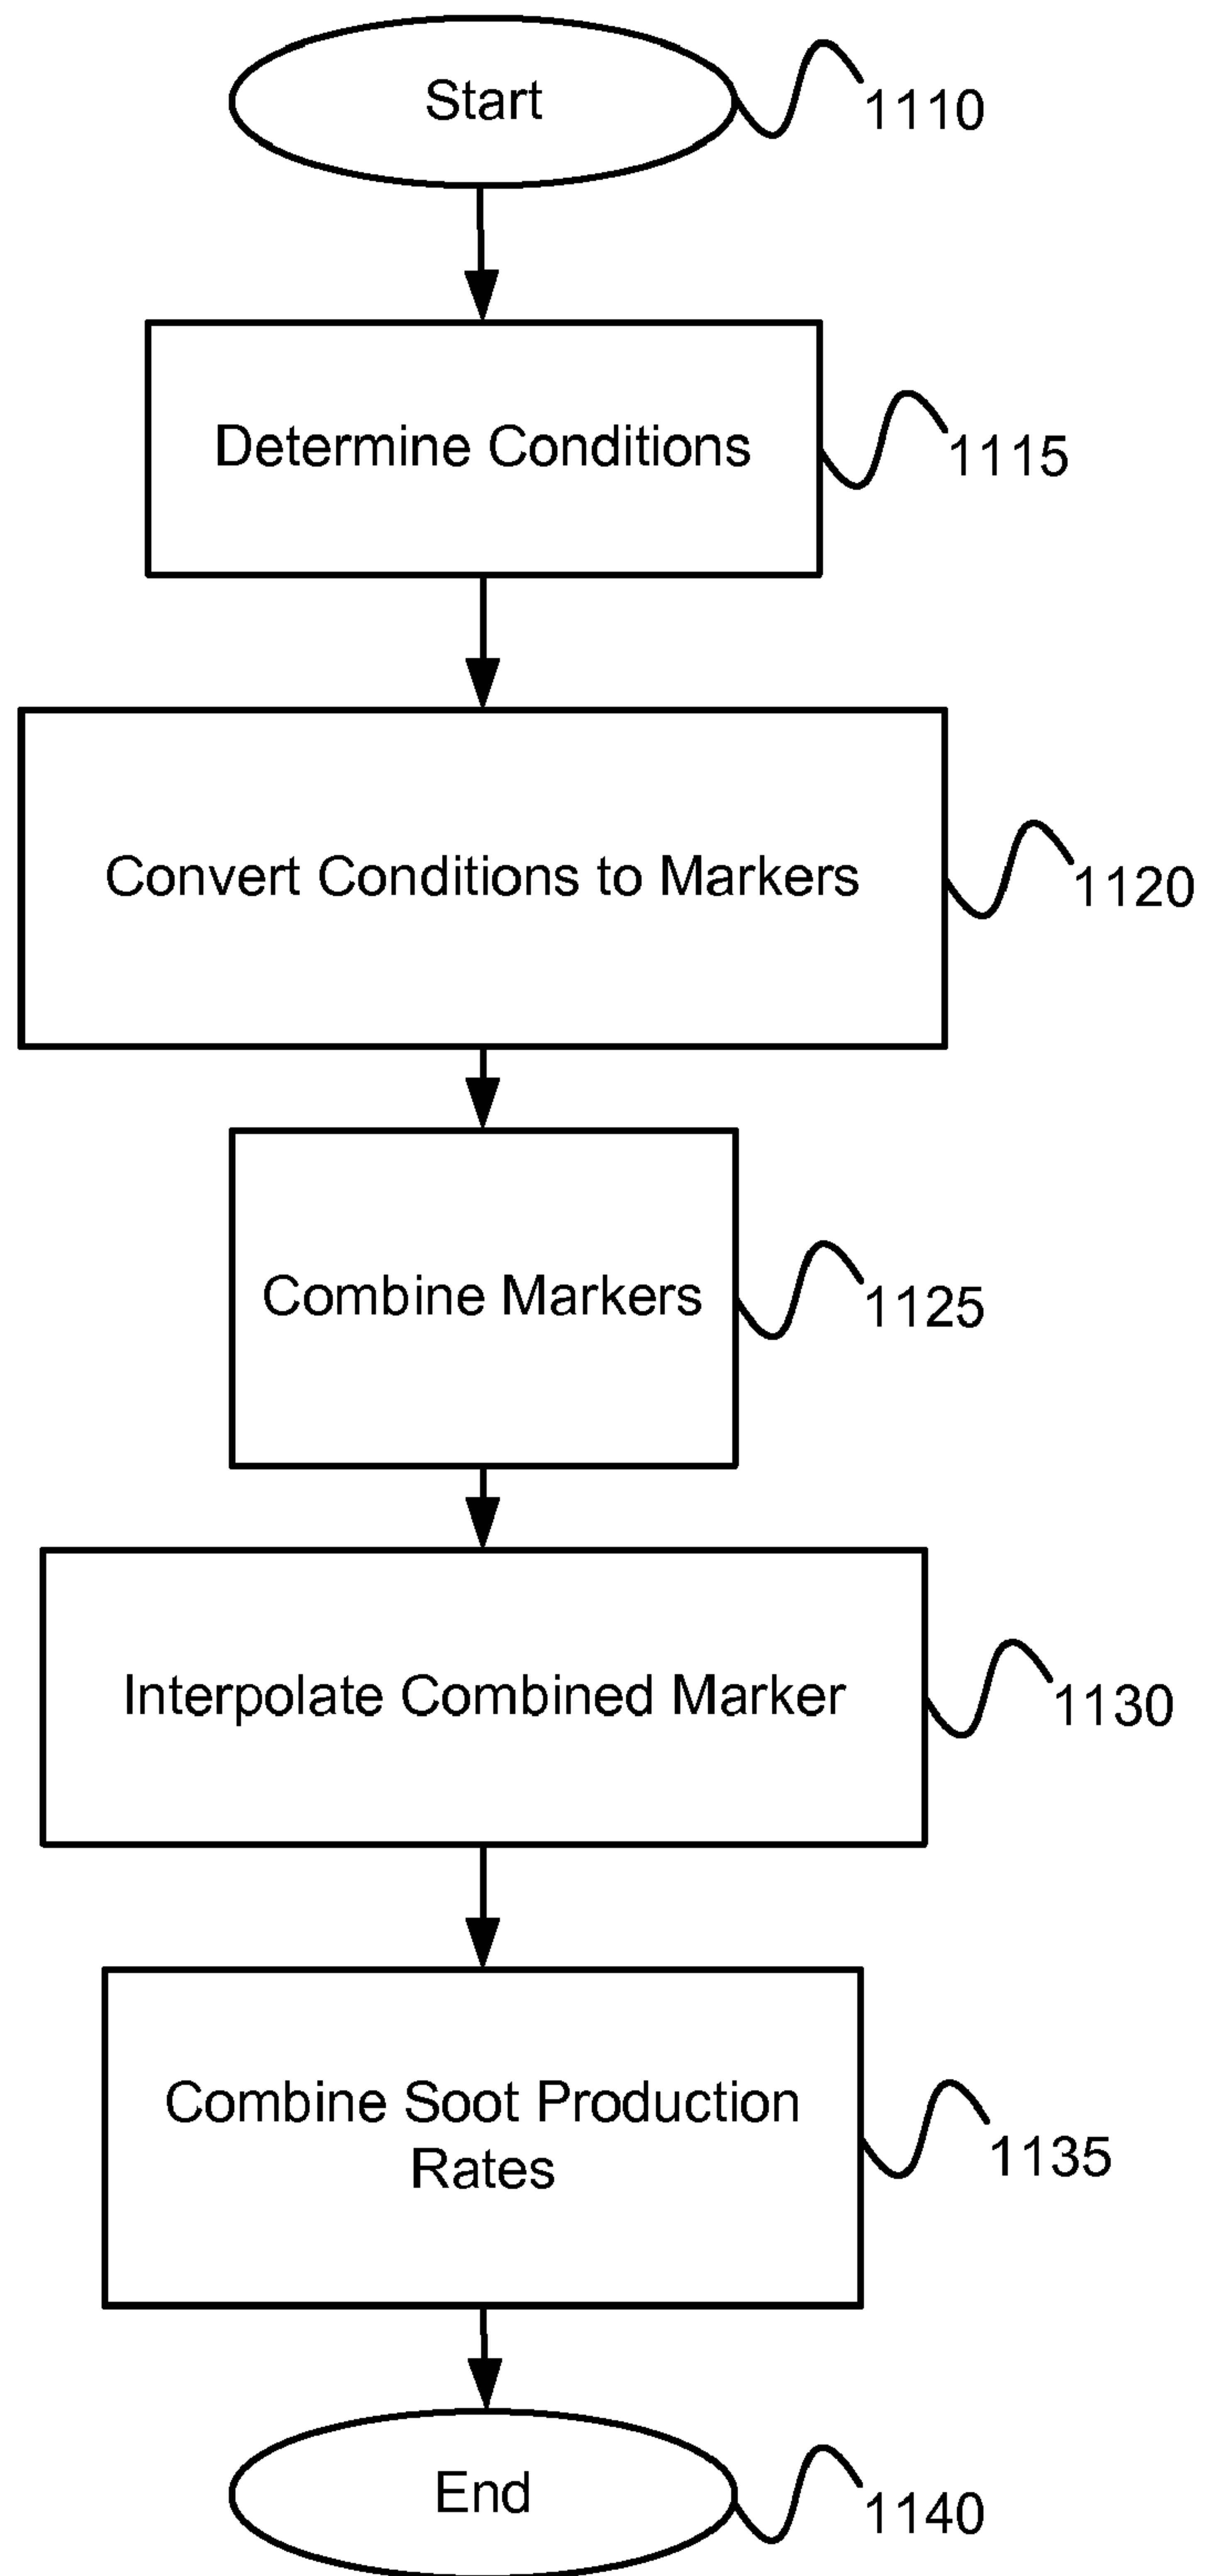 Start
1110
Determine Conditions
1115
Convert Conditions to Markers
1120
Combine Markers
1125
Interpolate Combined Marker
1130
Combine Soot Production
Rates
1135
End
1140